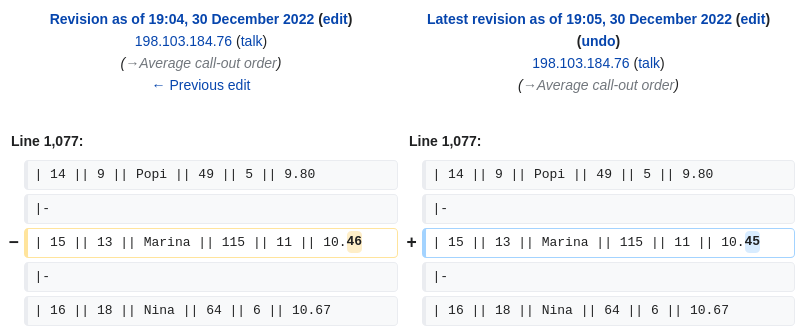 Revision as of 19:04, 30 December 2022 (edit)
198.103.184.76 (talk)
(→Average call-out order)
← Previous edit
Latest revision as of 19:05, 30 December 2022 (edit)
(undo)
198.103.184.76 (talk)
(→Average call-out order)
Line 1,077:
Line 1,077:
| 14 || 9 || Popi || 49 || 5 || 9.80
| 14 || 9 || Popi || 49 || 5 || 9.80
|-
|-
− | 15 || 13 || Marina || 115 || 11 || 10.46
+ | 15 || 13 || Marina || 115 || 11 || 10.45
|-
|-
| 16 || 18 || Nina || 64 || 6 || 10.67
| 16 || 18 || Nina || 64 || 6 || 10.67